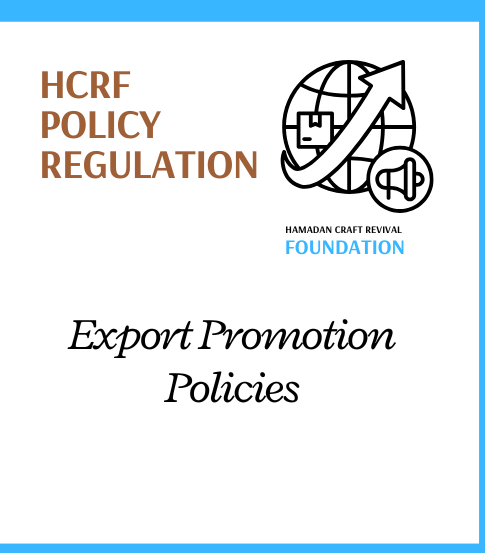 HCRF
POLICY
REGULATION
HAMADAN CRAFT REVIVAL
FOUNDATION
Export Promotion
Policies